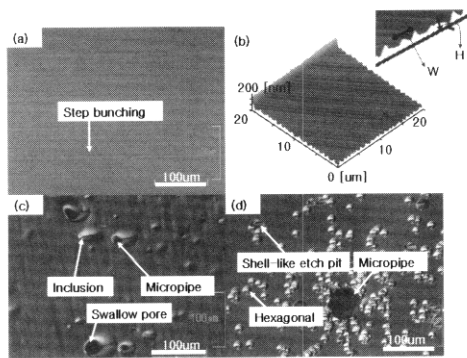 (a)
Step bunching
100um
(b)
200 [nm]
20
10
0 [um]
10
20
W
H
(c)
Inclusion
Micropipe
Swallow pore
100um
(d)
Shell-like etch pit
Micropipe
Hexagonal
100um